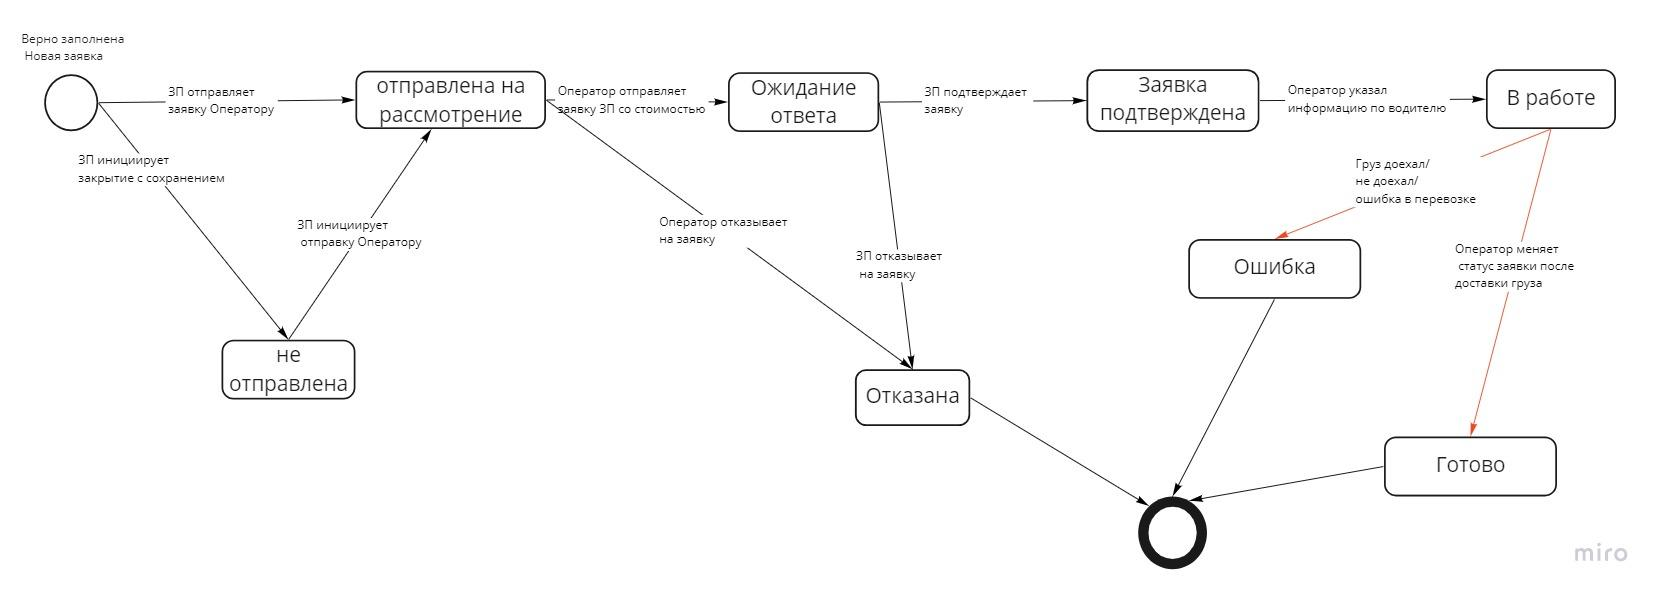 Верно заполнена
Новая заявка
ЗП отправляет
заявку Оператору
отправлена на
рассмотрение
Оператор отправляет
заявку ЗП со стоимостью
Ожидание
ответа
ЗП подтверждает
заявку
Заявка
подтверждена
Оператор указал
информацию по водителю
В работе
ЗП инициирует
закрытие с сохранением
ЗП инициирует
отправку Оператору
Оператор отказывает
на заявку
ЗП отказывает
на заявку
Груз доехал/
не доехал/
ошибка в перевозке
Ошибка
Оператор меняет
статус заявки после
доставки груза
не
отправлена
Отказана
Готово
miro